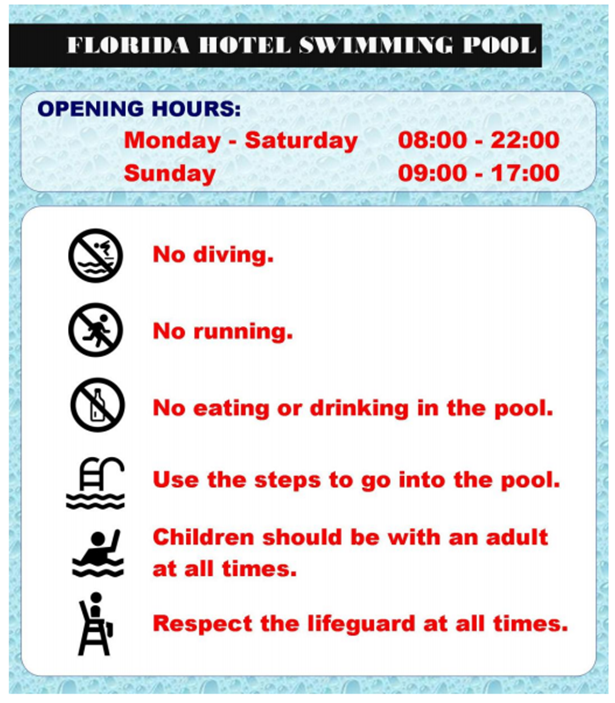 FLORIDA HOTEL SWIMMING POOL
OPENING HOURS:
Monday - Saturday 08:00 - 22:00
Sunday 09:00 - 17:00
No diving.
No running.
No eating or drinking in the pool.
Use the steps to go into the pool.
Children should be with an adult
at all times.
Respect the lifeguard at all times.